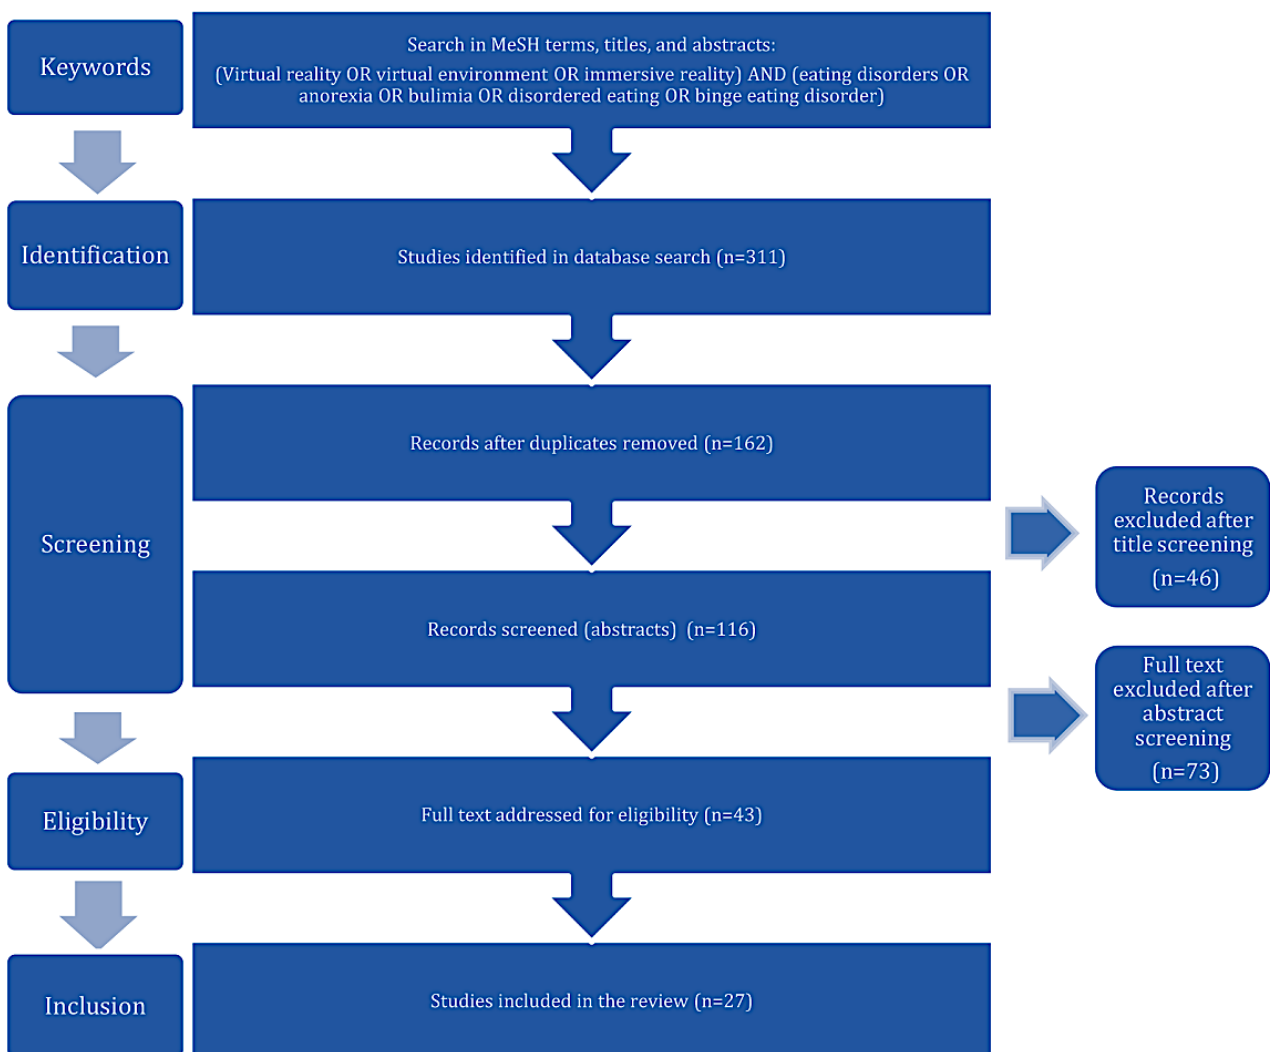 Keywords
Search in MeSH terms, titles, and abstracts:
(Virtual reality OR virtual environment OR immersive reality) AND (eating disorders OR
anorexia OR bulimia OR disordered eating OR binge eating disorder)
Identification
Studies identified in database search (n=311)
Screening
Records after duplicates removed (n=162)
Records
excluded after
title screening
(n=46)
Records screened (abstracts) (n=116)
Full text
excluded after
abstract
screening
(n=73)
Eligibility
Full text addressed for eligibility (n=43)
Inclusion
Studies included in the review (n=27)